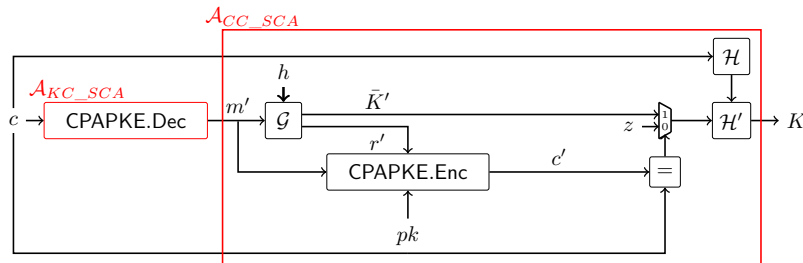 𝒜_{CC_SCA}
ℋ
h
𝒜_{KC_SCA}
m′
K̄′
c
CPAPKE.Dec
𝒢
z
1
0
ℋ′
K
r′
CPAPKE.Enc
c′
=
pk